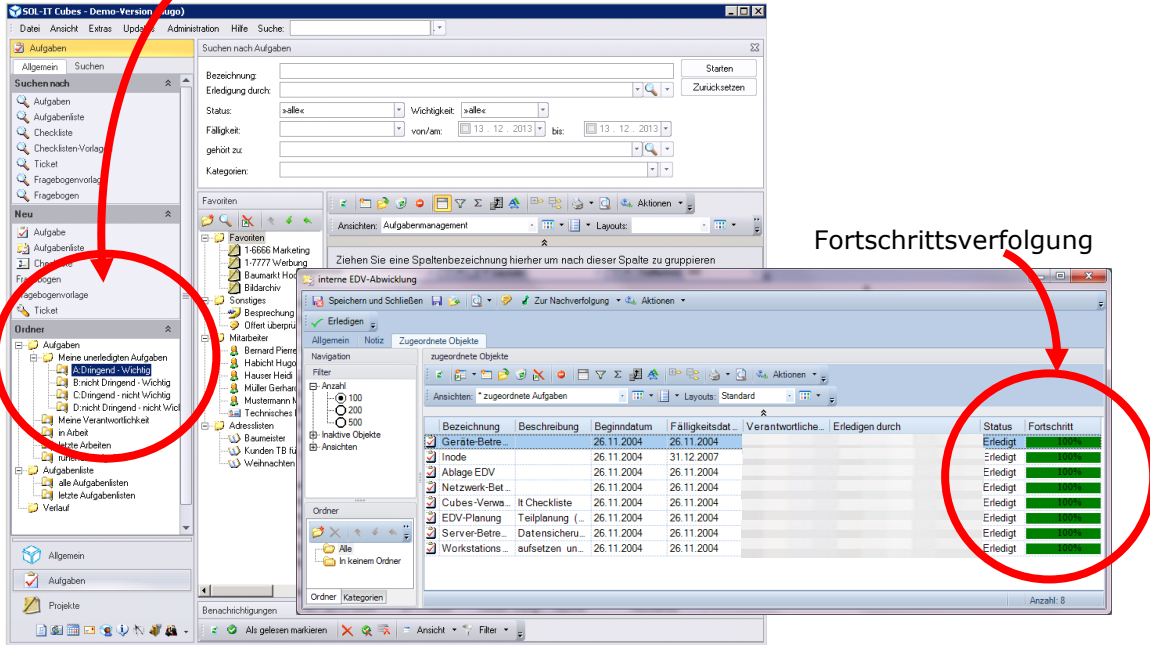 SOL-IT Cubes - Demo-Version (hugo)
Datei Ansicht Extras Updates Administration Hilfe Suche:
Aufgaben
Allgemein Suchen
Suchen nach
Aufgaben
Aufgabenliste
Checkliste
Checklisten-Vorlage
Ticket
Fragebogenvorlage
Fragebogen
Neu
Aufgabe
Aufgabenliste
Ticket
Ordner
Aufgaben
Meine unerledigten Aufgaben
A:Dringend - Wichtig
B:nicht Dringend - Wichtig
C:Dringend - nicht Wichtig
D:nicht Dringend - nicht Wicl
Meine Verantwortlichkeit
in Arbeit
letzte Arbeiten
Aufgabenliste
alle Aufgabenlisten
letzte Aufgabenlisten
Verlauf
Allgemein
Aufgaben
Projekte
Suchen nach Aufgaben
Bezeichnung: Starten
Erledigung durch: Zurücksetzen
Status: »alle« Wichtigkeit: »alle«
Fälligkeit: von/am: 13 . 12 . 2013 bis: 13 . 12 . 2013
gehört zu:
Kategorien:
Favoriten
Favoriten
1-6666 Marketing
1-7777 Werbung
Baumarkt Hoc
Bildarchiv
Sonstiges
Besprechung
Offert überprü
Mitarbeiter
Bernard Pierre
Habicht Hugo
Hauser Heidi
Müller Gerhard
Mustermann M
Technisches
Adresslisten
Baumeister
Kunden TB fü
Weihnachten
Aktionen
Ansichten: Aufgabenmanagement Layouts:
Ziehen Sie eine Spaltenbezeichnung hierher um nach dieser Spalte zu gruppieren
Benachrichtigungen
Als gelesen markieren Ansicht Filter
Fortschrittsverfolgung
interne EDV-Abwicklung
Speichern und Schließen Zur Nachverfolgung Aktionen
Erledigen
Allgemein Notiz Zugeordnete Objekte
Navigation
Filter
Anzahl
100
200
500
Inaktive Objekte
Ansichten
Ordner
Alle
In keinem Ordner
Ordner Kategorien
zugeordnete Objekte
Aktionen
Ansichten: * zugeordnete Aufgaben Layouts: Standard
Bezeichnung Beschreibung Beginndatum Fälligkeitsdat... Verantwortliche... Erledigen durch Status Fortschritt
Geräte-Betre... 26.11.2004 26.11.2004 Erledigt 100%
Inode 26.11.2004 31.12.2007 Erledigt 100%
Ablage EDV 26.11.2004 26.11.2004 Erledigt 100%
Netzwerk-Bet... 26.11.2004 26.11.2004 Erledigt 100%
Cubes-Verwa... It Checkliste 26.11.2004 26.11.2004 Erledigt 100%
EDV-Planung Teilplanung (... 26.11.2004 26.11.2004 Erledigt 100%
Server-Betre... Datensicheru... 26.11.2004 26.11.2004 Erledigt 100%
Workstations... aufsetzen un... 26.11.2004 26.11.2004 Erledigt 100%
Anzahl: 8